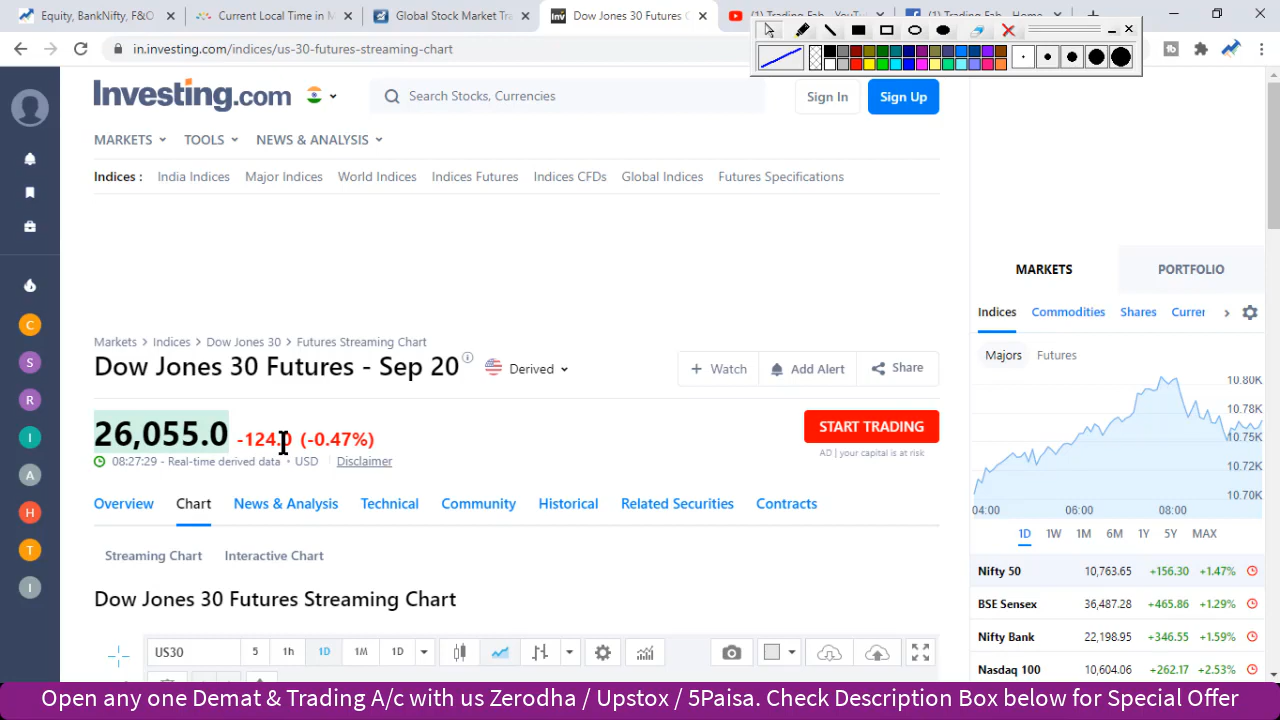 Equity, BankNifty, F&O
Current Local Time in M
Global Stock Market Tra
Dow Jones 30 Futures C
(1) Trading Fab
Trading Fab - Home
in.investing.com/indices/us-30-futures-streaming-chart
Investing.com
Search Stocks, Currencies
Sign In
Sign Up
MARKETS
TOOLS
NEWS & ANALYSIS
Indices :
India Indices
Major Indices
World Indices
Indices Futures
Indices CFDs
Global Indices
Futures Specifications
Markets › Indices › Dow Jones 30 › Futures Streaming Chart
Dow Jones 30 Futures - Sep 20
Derived
+ Watch
Add Alert
Share
26,055.0 -124.0 (-0.47%)
START TRADING
AD | your capital is at risk
08:27:29 - Real-time derived data • USD
Disclaimer
Overview
Chart
News & Analysis
Technical
Community
Historical
Related Securities
Contracts
Streaming Chart
Interactive Chart
Dow Jones 30 Futures Streaming Chart
US30
5
1h
1D
1M
1D
MARKETS
PORTFOLIO
Indices
Commodities
Shares
Currer
Majors
Futures
10.80K
10.78K
10.75K
10.72K
10.70K
04:00
06:00
08:00
1D
1W
1M
6M
1Y
5Y
MAX
Nifty 50 10,763.65 +156.30 +1.47%
BSE Sensex 36,487.28 +465.86 +1.29%
Nifty Bank 22,198.95 +346.55 +1.59%
Nasdaq 100 10,604.06 +262.17 +2.53%
C
S
R
I
A
H
T
I
Open any one Demat & Trading A/c with us Zerodha / Upstox / 5Paisa. Check Description Box below for Special Offer